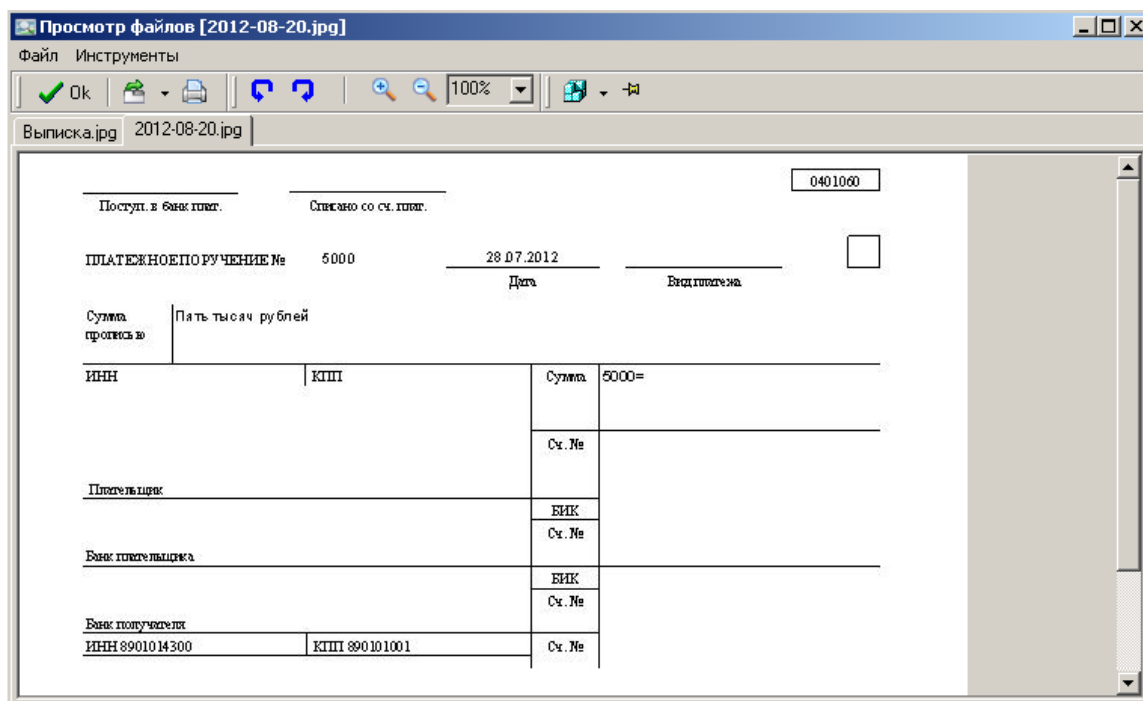 Просмотр файлов [2012-08-20.jpg]
Файл Инструменты
Ok 100%
Выписка.jpg 2012-08-20.jpg
0401060
Поступ. в банк плат. Списано со сч. плат.
ПЛАТЕЖНОЕ ПОРУЧЕНИЕ № 5000 28.07.2012
Дата Вид платежа
Сумма прописью Пять тысяч рублей
ИНН КПП Сумма 5000=
Сч. №
Плательщик
БИК
Сч. №
Банк плательщика
БИК
Сч. №
Банк получателя
ИНН 8901014300 КПП 890101001 Сч. №